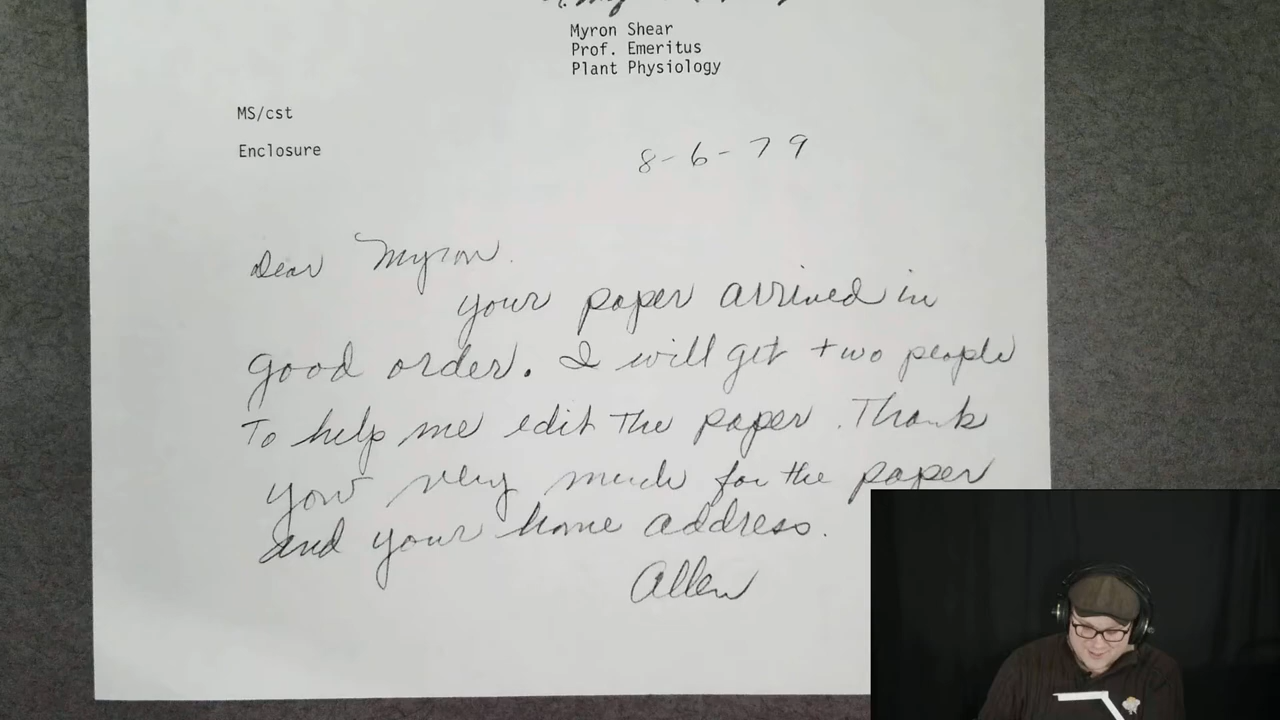 Myron Shear
Prof. Emeritus
Plant Physiology
MS/cst
Enclosure
8-6-79
Dear Myron.
your paper arrived in
good order. I will get two people
To help me edit The paper. Thank
you very much for the paper
and your home address.
Allen